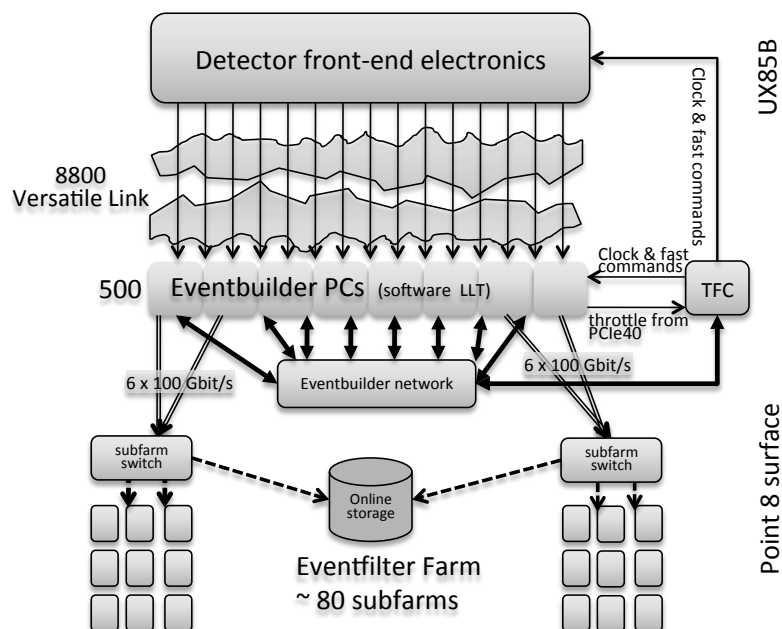 Detector front-end electronics
UX85B
Clock & fast
commands
8800
Versatile Link
Clock & fast
commands
500
Eventbuilder PCs (software LLT)
TFC
throttle from
PCIe40
6 x 100 Gbit/s
Eventbuilder network
6 x 100 Gbit/s
subfarm
switch
subfarm
switch
Online
storage
Point 8 surface
Eventfilter Farm
~ 80 subfarms